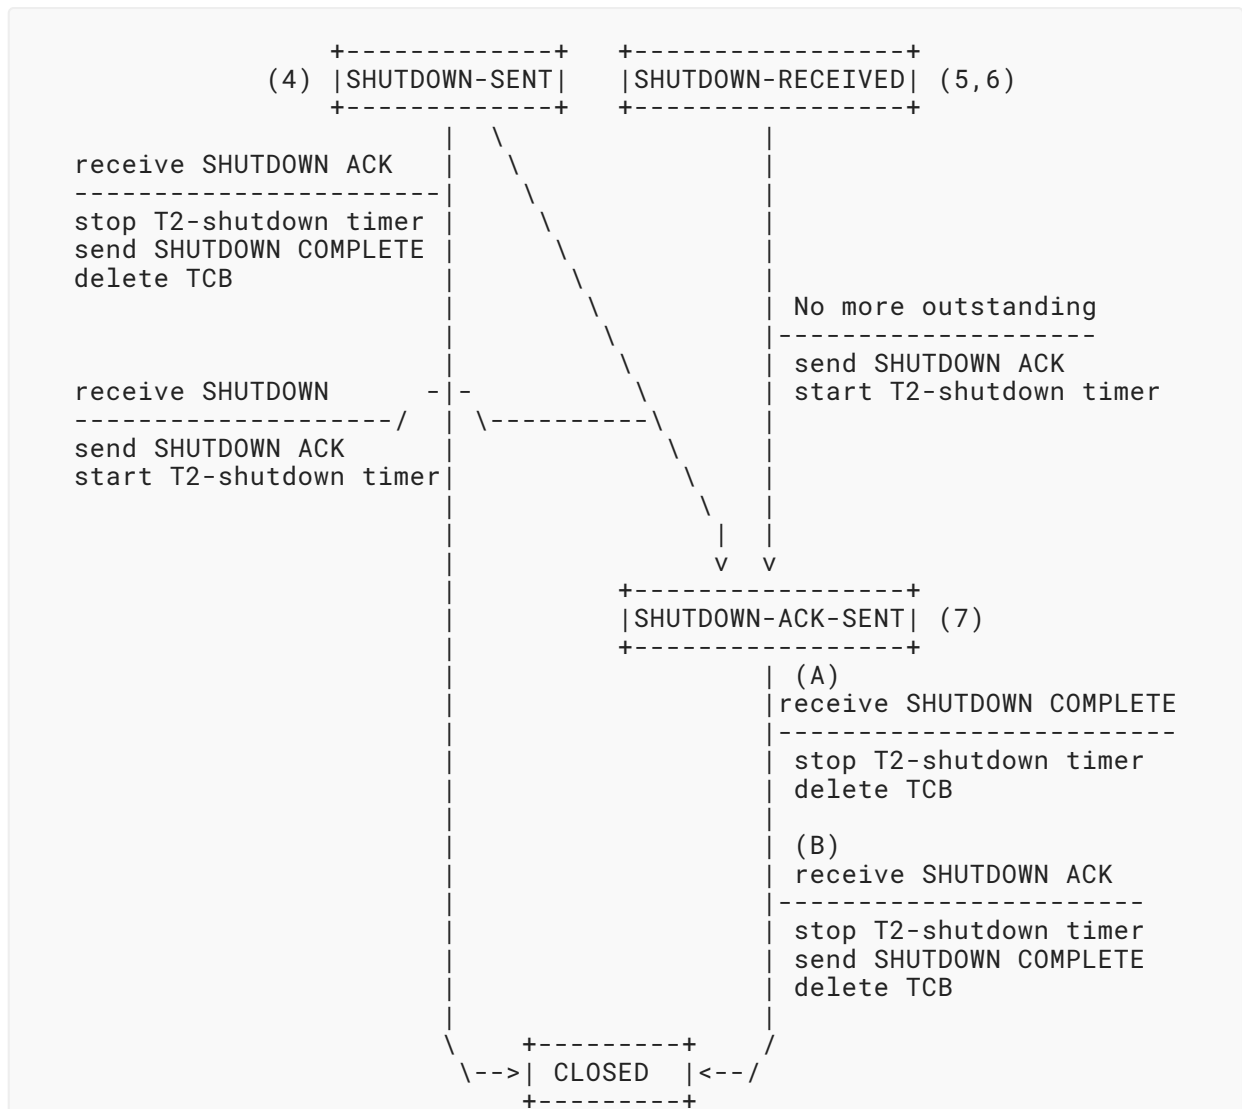 +-------------+   +-----------------+
         (4) |SHUTDOWN-SENT|   |SHUTDOWN-RECEIVED| (5,6)
             +-------------+   +-----------------+
                    |  \                |
receive SHUTDOWN ACK   |   \               |
-----------------------|    \              |
stop T2-shutdown timer |     \             |
send SHUTDOWN COMPLETE |      \            |
delete TCB             |       \           |
                       |        \          | No more outstanding
                       |         \         |--------------------
                       |          \        | send SHUTDOWN ACK
receive SHUTDOWN      -|-          \       | start T2-shutdown timer
--------------------/  | \----------\      |
send SHUTDOWN ACK      |             \     |
start T2-shutdown timer|              \    |
                       |               \   |
                       |                |  |
                       |                v  v
                       |          +-----------------+
                       |          |SHUTDOWN-ACK-SENT| (7)
                       |          +-----------------+
                       |                   | (A)
                       |                   |receive SHUTDOWN COMPLETE
                       |                   |-------------------------
                       |                   | stop T2-shutdown timer
                       |                   | delete TCB
                       |                   |
                       |                   | (B)
                       |                   | receive SHUTDOWN ACK
                       |                   |-----------------------
                       |                   | stop T2-shutdown timer
                       |                   | send SHUTDOWN COMPLETE
                       |                   | delete TCB
                       |                   |
                       \    +---------+    /
                        \-->| CLOSED  |<--/
                            +---------+